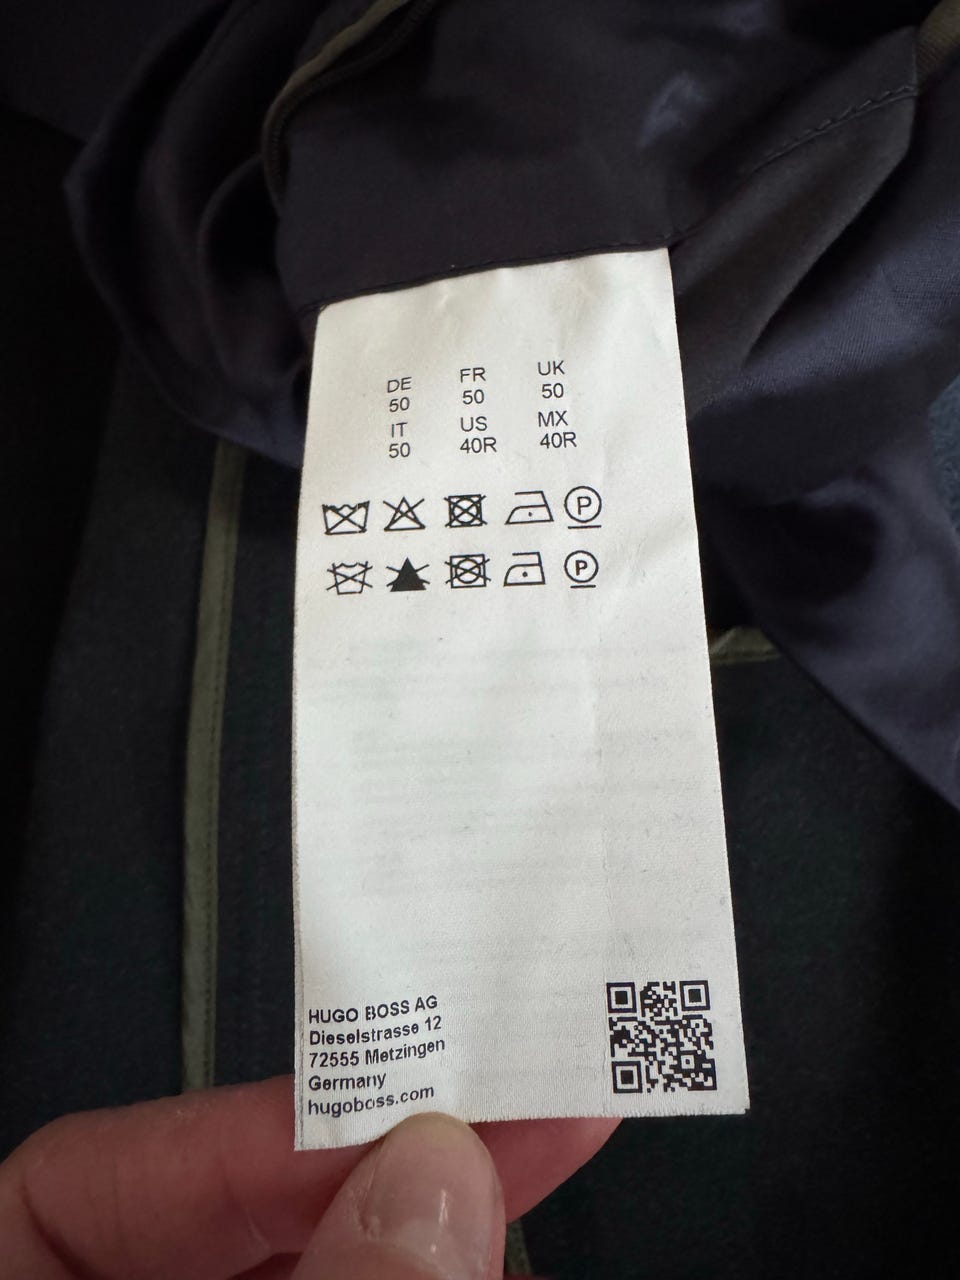 DE FR UK
50 50 50
IT US MX
50 40R 40R
P
P
HUGO BOSS AG
Dieselstrasse 12
72555 Metzingen
Germany
hugoboss.com